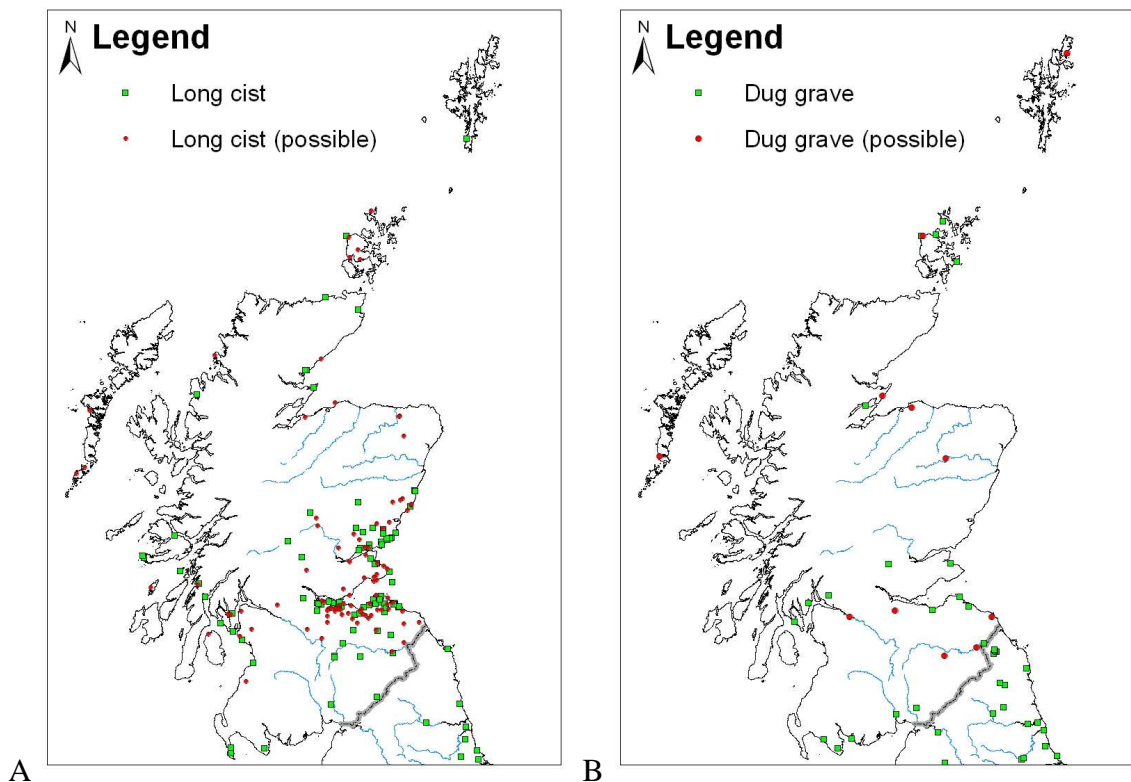 N
Legend
Long cist
Long cist (possible)
A
N
Legend
Dug grave
Dug grave (possible)
B